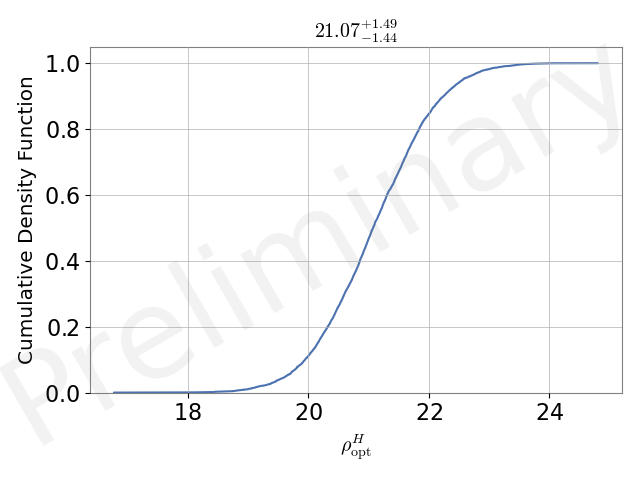 21.07^{+1.49}_{-1.44}
Cumulative Density Function
1.0
0.8
0.6
0.4
0.2
0.0
18 20 22 24
ρ^H_opt
Preliminary